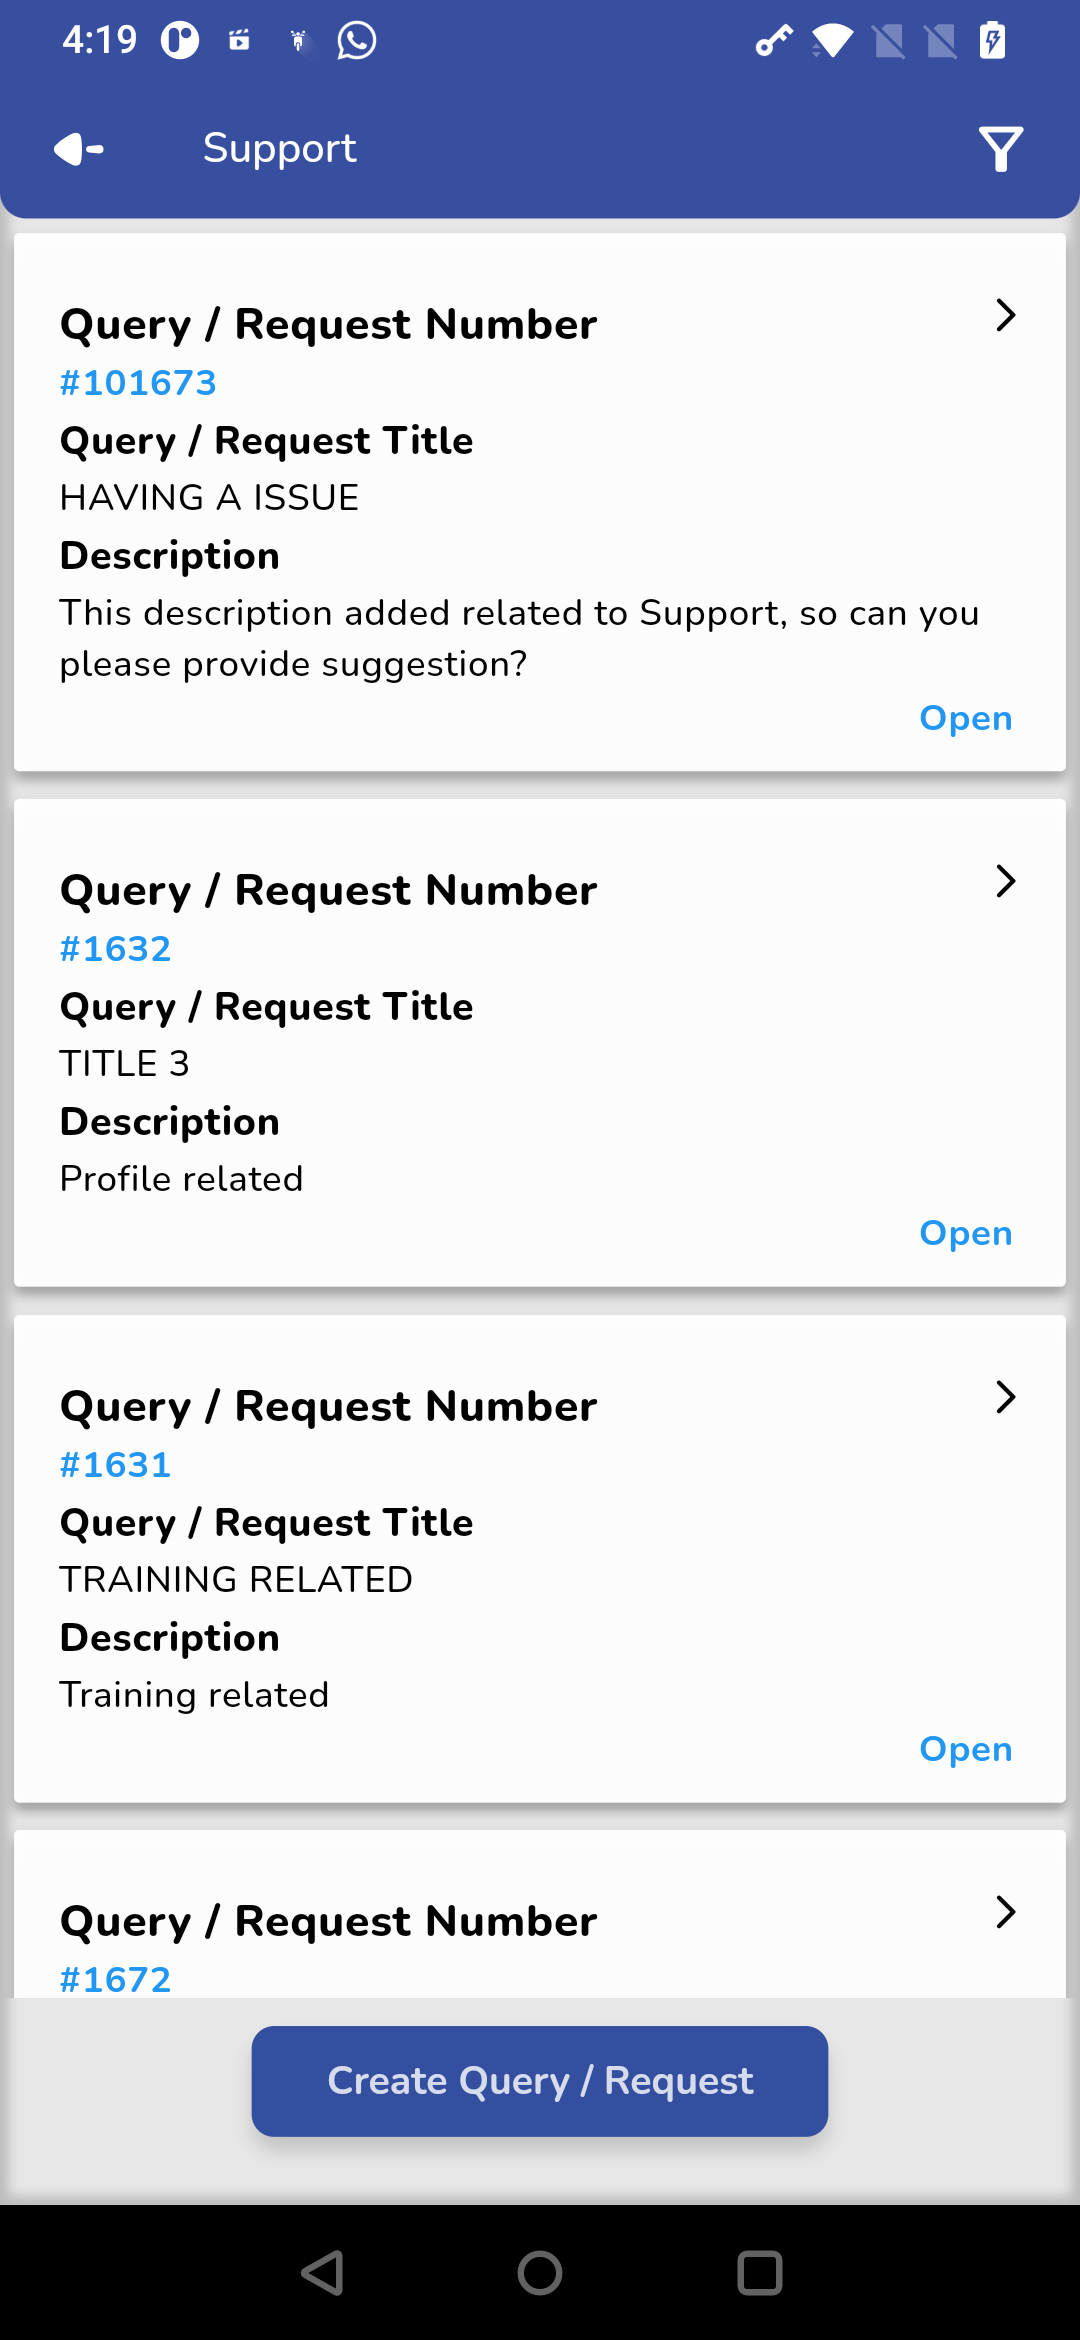 4:19
Support
Query / Request Number
#101673
Query / Request Title
HAVING A ISSUE
Description
This description added related to Support, so can you
please provide suggestion?
Open
Query / Request Number
#1632
Query / Request Title
TITLE 3
Description
Profile related
Open
Query / Request Number
#1631
Query / Request Title
TRAINING RELATED
Description
Training related
Open
Query / Request Number
#1672
Create Query / Request